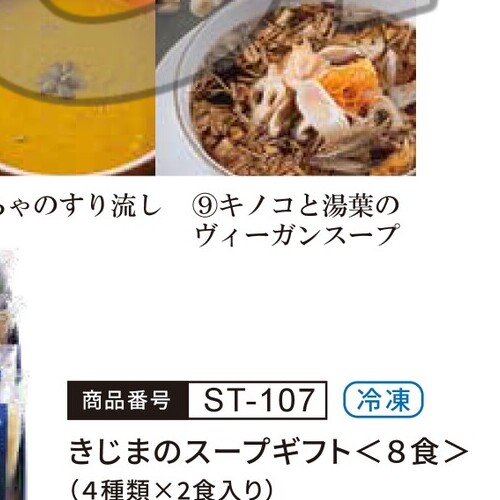 ゃのすり流し
⑨キノコと湯葉の
ヴィーガンスープ
商品番号 ST-107 冷凍
きじまのスープギフト＜８食＞
（4種類×2食入り）